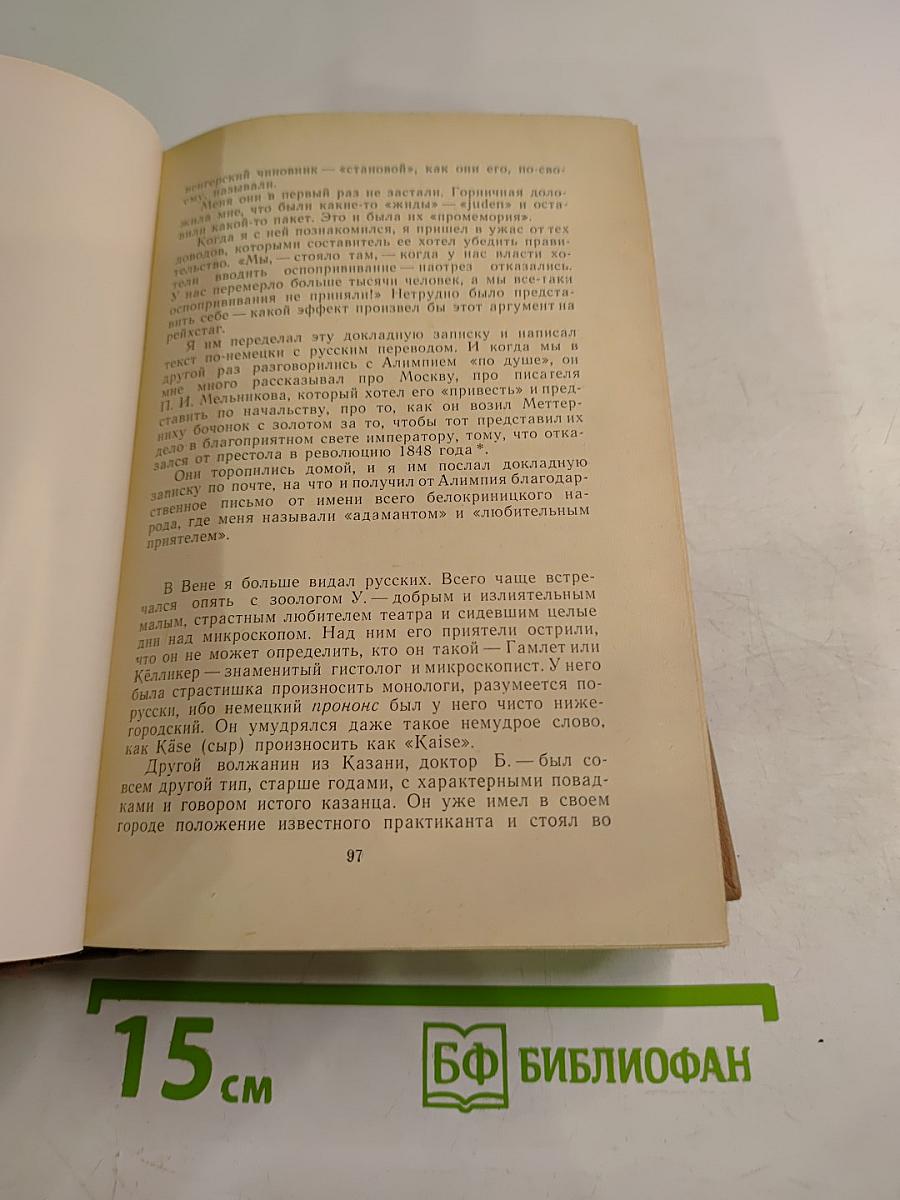 венгерский чиновник — «становой», как они его, по-сво-
ему, называли.
Меня они в первый раз не застали. Горничная доло-
жила мне, что были какие-то «жиды» — «juden» и оста-
вили какой-то пакет. Это и была их «промемория».
Когда я с ней познакомился, я пришел в ужас от тех
доводов, которыми составитель ее хотел убедить прави-
тельство. «Мы, — стояло там, — когда у нас власти хо-
тели вводить оспопрививание — наотрез отказались.
У нас перемерло больше тысячи человек, а мы все-таки
оспопрививания не приняли!» Нетрудно было предста-
вить себе — какой эффект произвел бы этот аргумент на
рейхстаг.
Я им переделал эту докладную записку и написал
текст по-немецки с русским переводом. И когда мы в
другой раз разговорились с Алимпием «по душе», он
мне много рассказывал про Москву, про писателя
П. И. Мельникова, который хотел его «привесть» и пред-
ставить по начальству, про то, как он возил Меттер-
ниху бочонок с золотом за то, чтобы тот представил их
дело в благоприятном свете императору, тому, что отка-
зался от престола в революцию 1848 года *.
Они торопились домой, и я им послал докладную
записку по почте, на что и получил от Алимпия благодар-
ственное письмо от имени всего белокриницкого на-
рода, где меня называли «адамантом» и «любительным
приятелем».
В Вене я больше видал русских. Всего чаще встре-
чался опять с зоологом У. — добрым и излиятельным
малым, страстным любителем театра и сидевшим целые
дни над микроскопом. Над ним его приятели острили,
что он не может определить, кто он такой — Гамлет или
Кёлликер — знаменитый гистолог и микроскопист. У него
была страстишка произносить монологи, разумеется по-
русски, ибо немецкий прононс был у него чисто ниже-
городский. Он умудрялся даже такое немудрое слово,
как Käse (сыр) произносить как «Kaise».
Другой волжанин из Казани, доктор Б. — был со-
всем другой тип, старше годами, с характерными повад-
ками и говором истого казанца. Он уже имел в своем
городе положение известного практиканта и стоял во
97
15 см
БФ БИБЛИОФАН